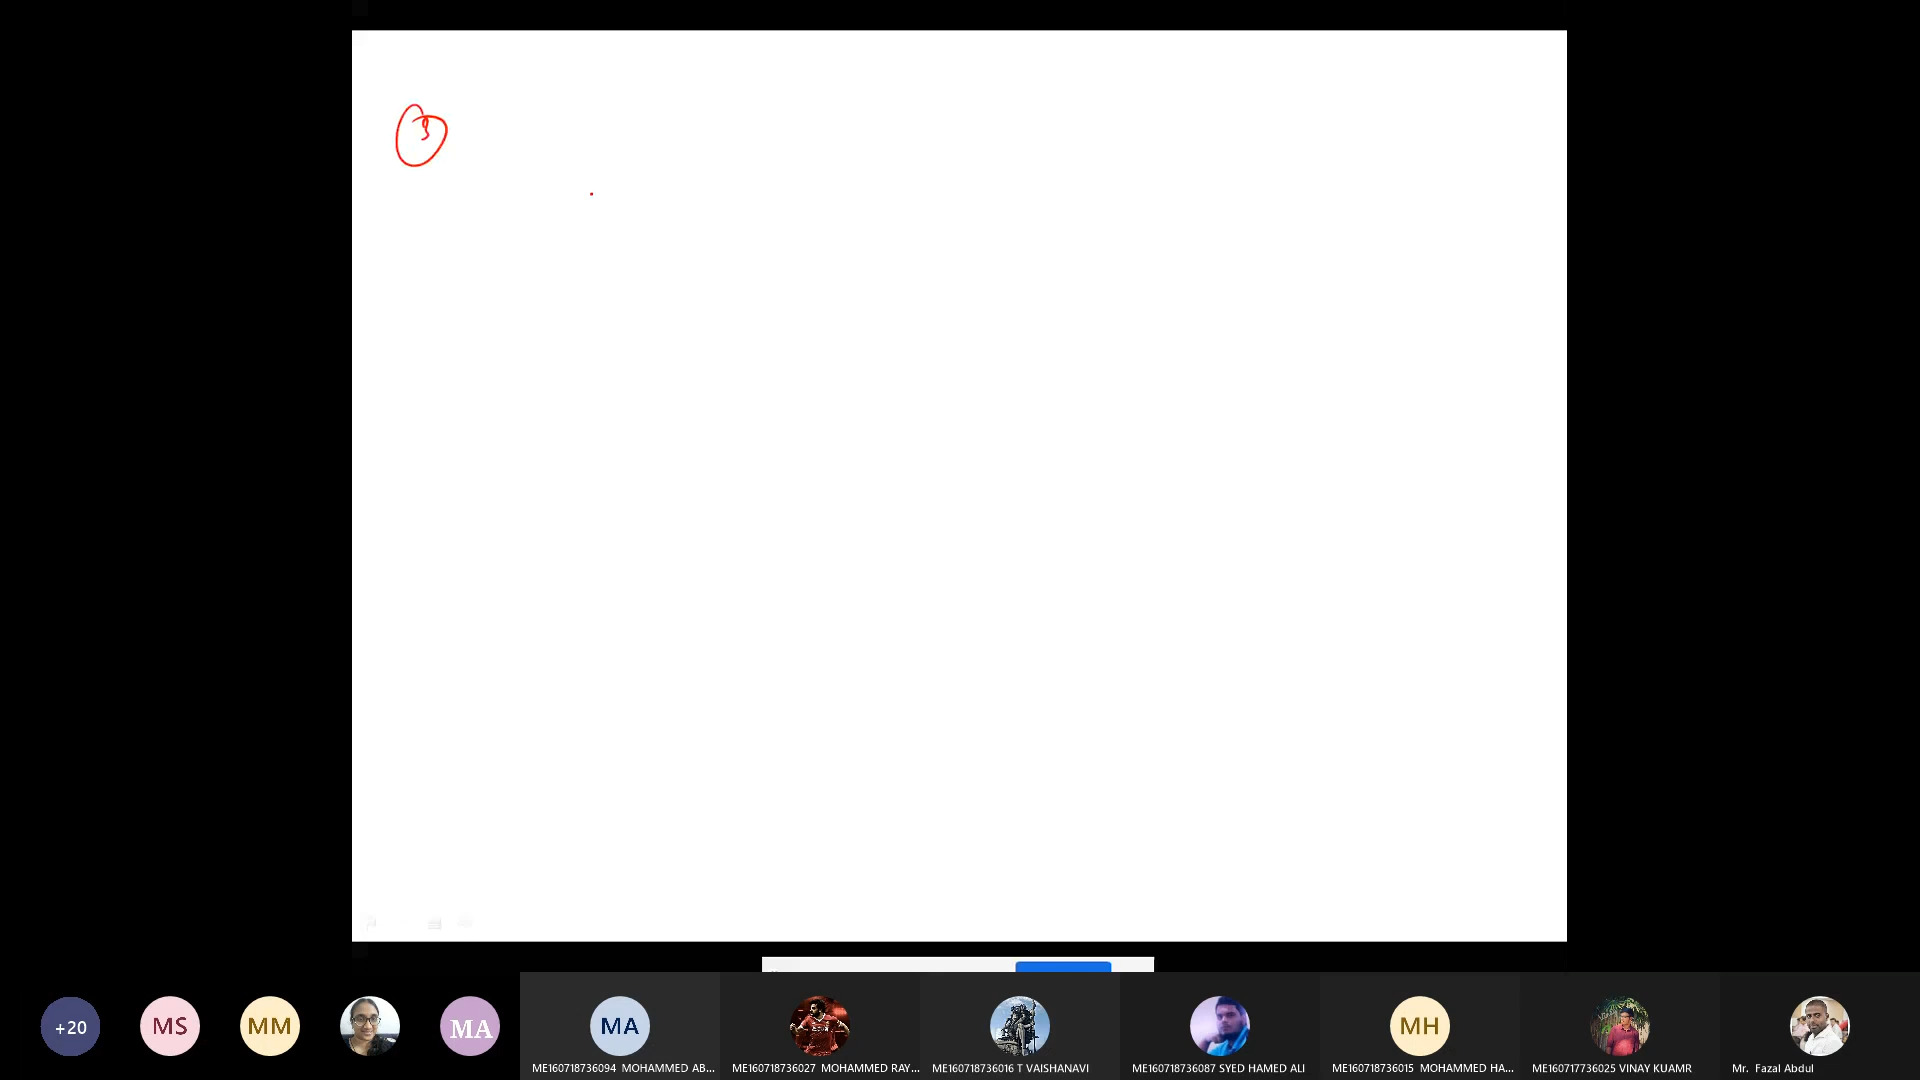 3
+20
MS
MM
MA
MA
MH
ME160718736094 MOHAMMED AB...
ME160718736027 MOHAMMED RAY...
ME160718736016 T VAISHANAVI
ME160718736087 SYED HAMED ALI
ME160718736015 MOHAMMED HA...
ME160717736025 VINAY KUAMR
Mr. Fazal Abdul